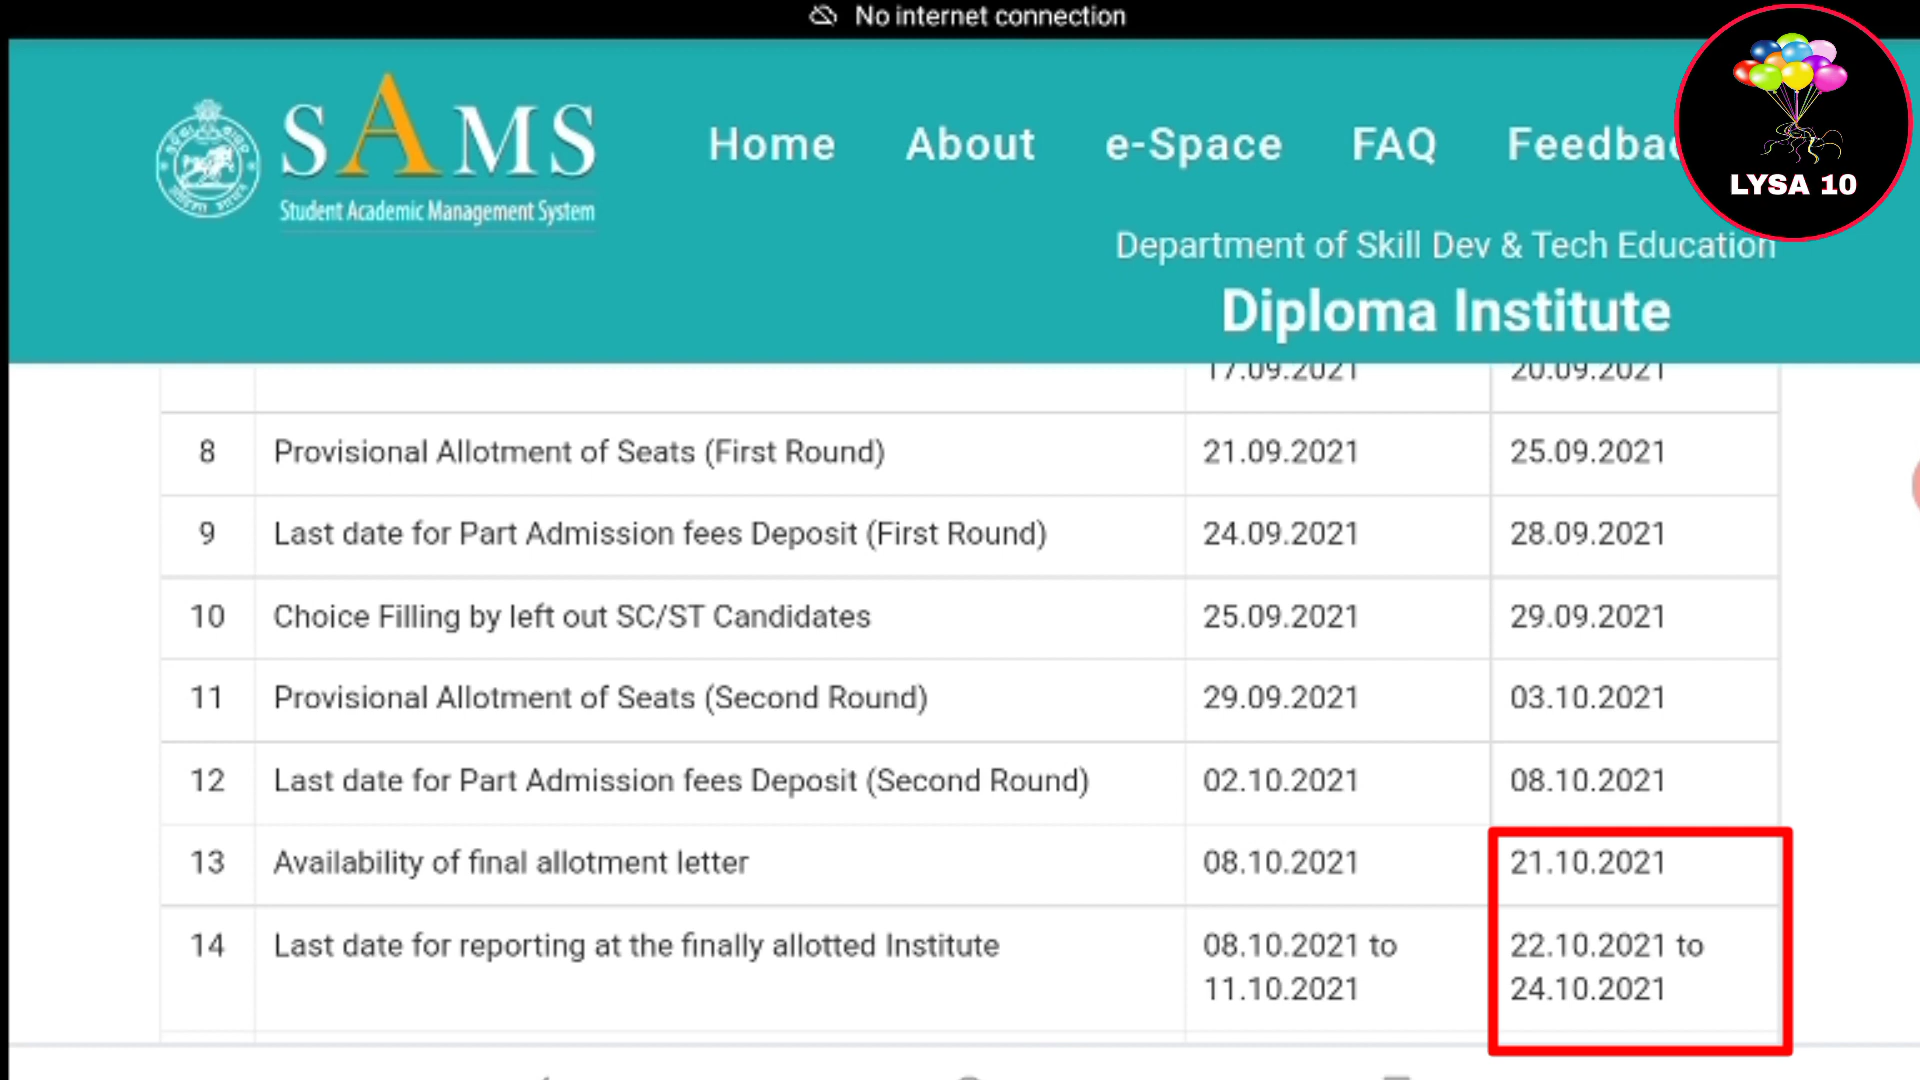 No internet connection
SAMS
Student Academic Management System
Home About e-Space FAQ
LYSA 10
Department of Skill Dev & Tech Education
Diploma Institute
17.09.2021 20.09.2021
8 Provisional Allotment of Seats (First Round) 21.09.2021 25.09.2021
9 Last date for Part Admission fees Deposit (First Round) 24.09.2021 28.09.2021
10 Choice Filling by left out SC/ST Candidates 25.09.2021 29.09.2021
11 Provisional Allotment of Seats (Second Round) 29.09.2021 03.10.2021
12 Last date for Part Admission fees Deposit (Second Round) 02.10.2021 08.10.2021
13 Availability of final allotment letter 08.10.2021 21.10.2021
14 Last date for reporting at the finally allotted Institute 08.10.2021 to 22.10.2021 to
11.10.2021 24.10.2021